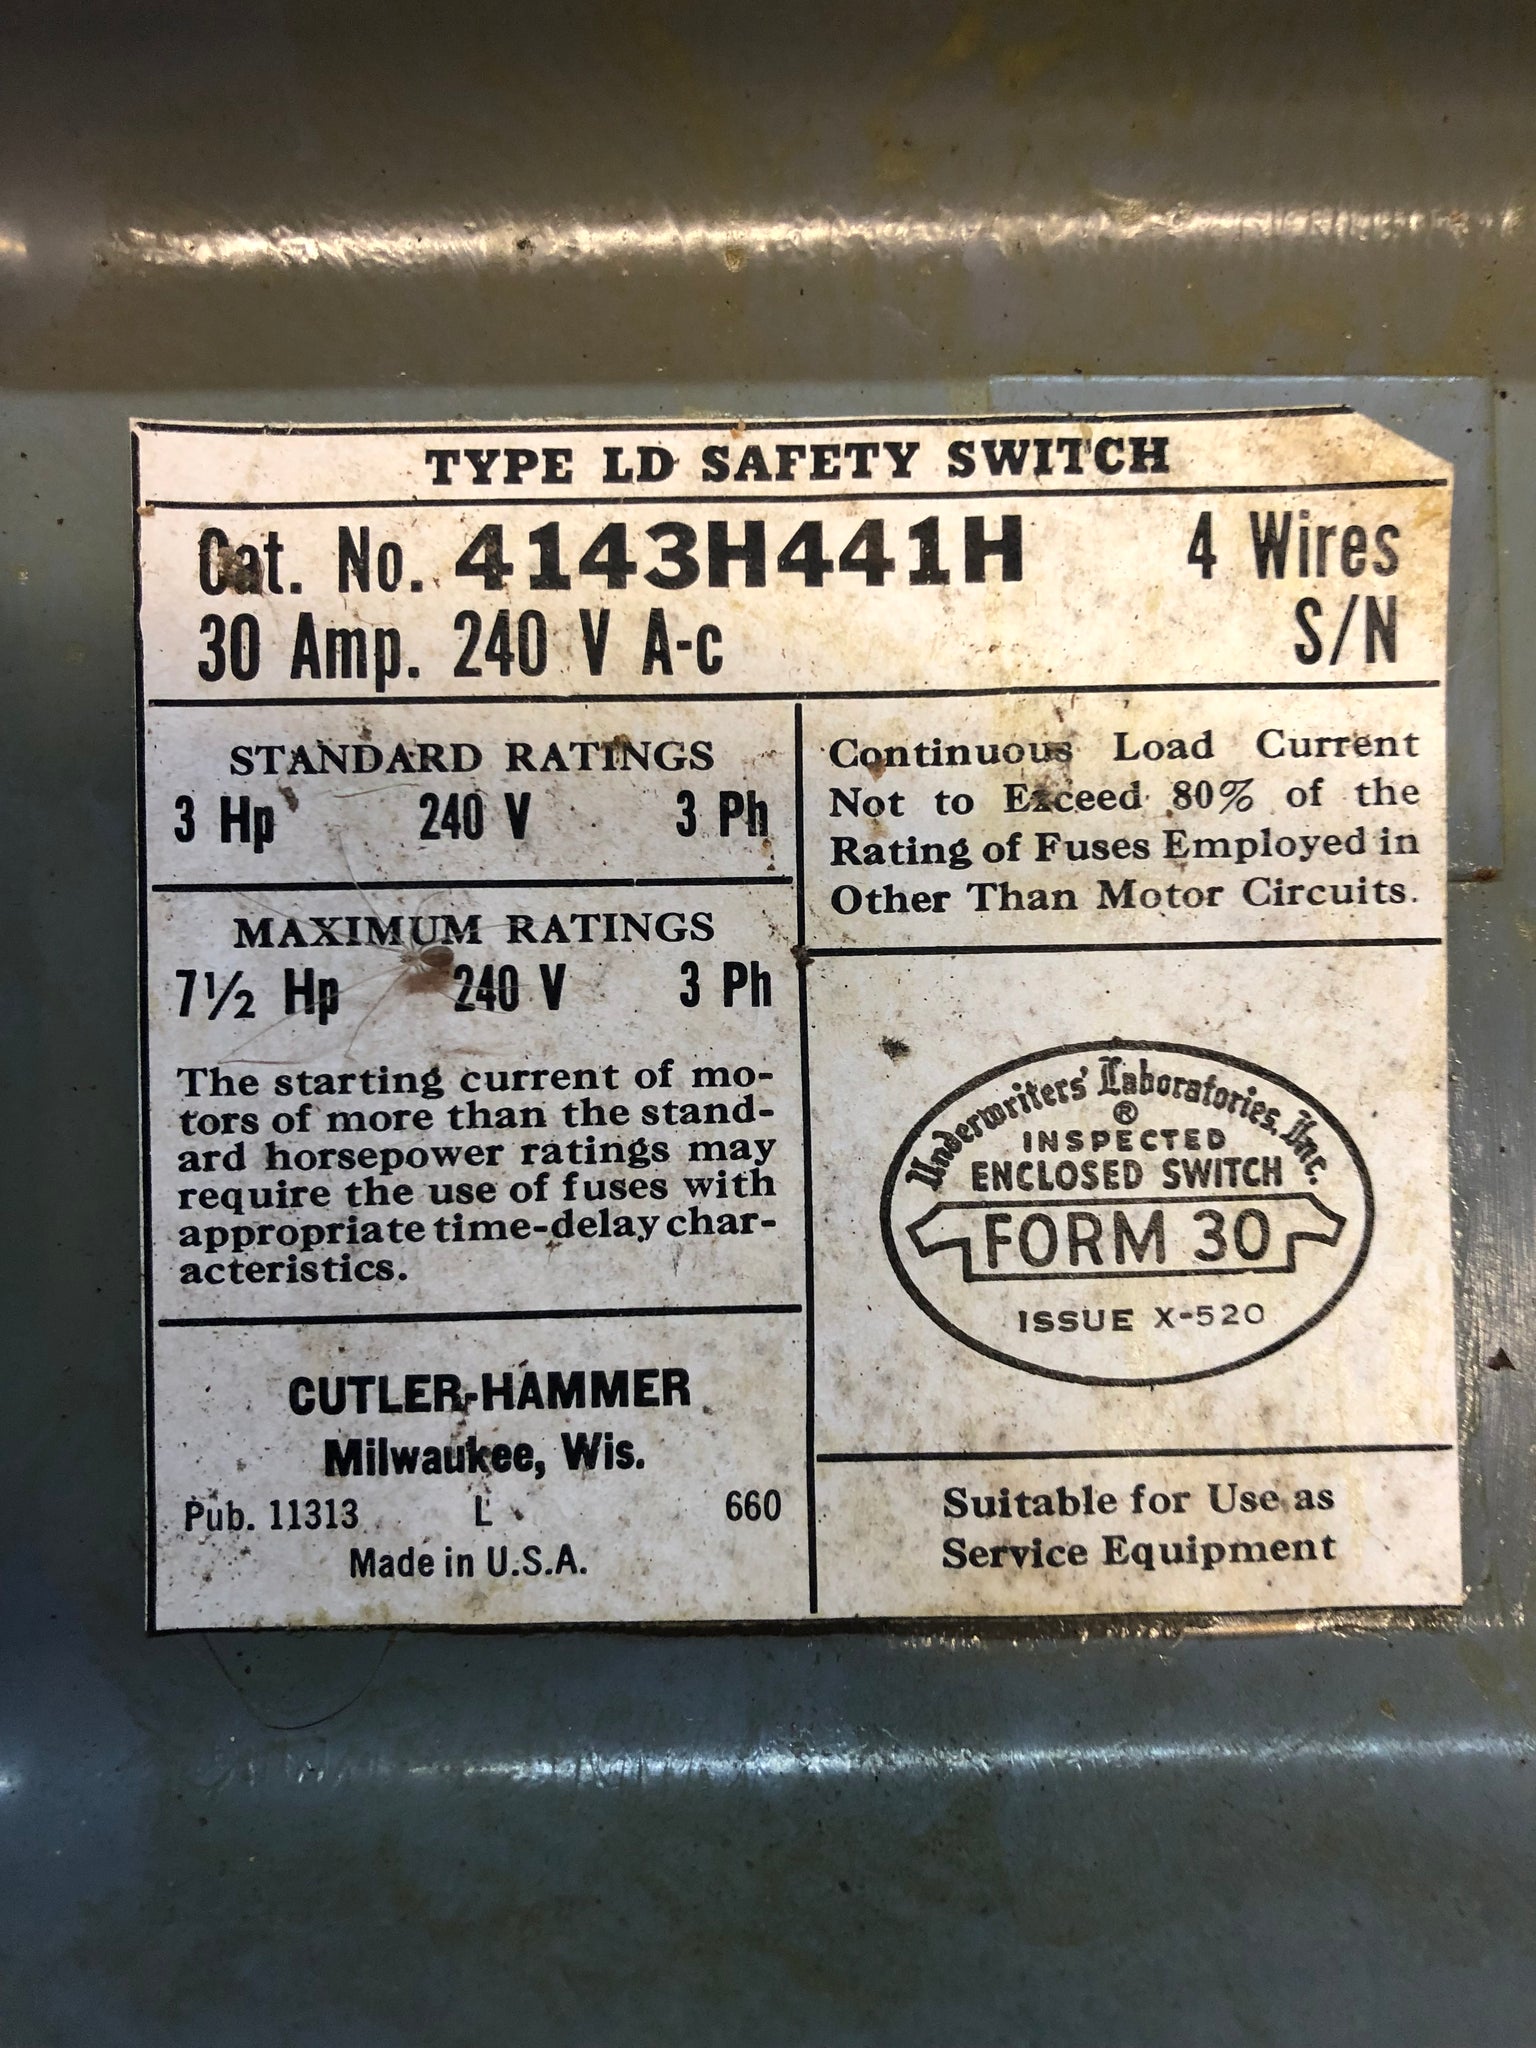 TYPE LD SAFETY SWITCH
Cat. No. 4143H441H 4 Wires
30 Amp. 240 V A-c S/N
STANDARD RATINGS
3 Hp 240 V 3 Ph
MAXIMUM RATINGS
7½ Hp 240 V 3 Ph
The starting current of mo-
tors of more than the stand-
ard horsepower ratings may
require the use of fuses with
appropriate time-delay char-
acteristics.
CUTLER-HAMMER
Milwaukee, Wis.
Pub. 11313 L 660
Made in U.S.A.
Continuous Load Current
Not to Exceed 80% of the
Rating of Fuses Employed in
Other Than Motor Circuits.
Underwriters' Laboratories, Inc.
®
INSPECTED
ENCLOSED SWITCH
FORM 30
ISSUE X-520
Suitable for Use as
Service Equipment